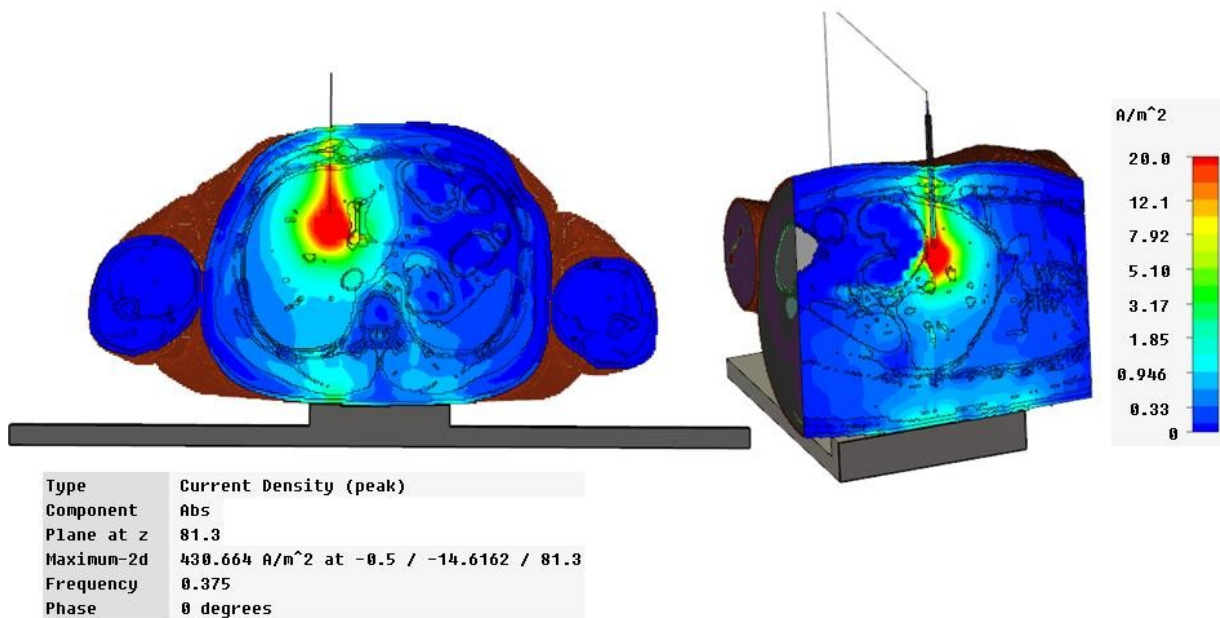 A/m^2
20.0
12.1
7.92
5.10
3.17
1.85
0.946
0.33
0
Type Current Density (peak)
Component Abs
Plane at z 81.3
Maximum-2d 430.664 A/m^2 at -0.5 / -14.6162 / 81.3
Frequency 0.375
Phase 0 degrees